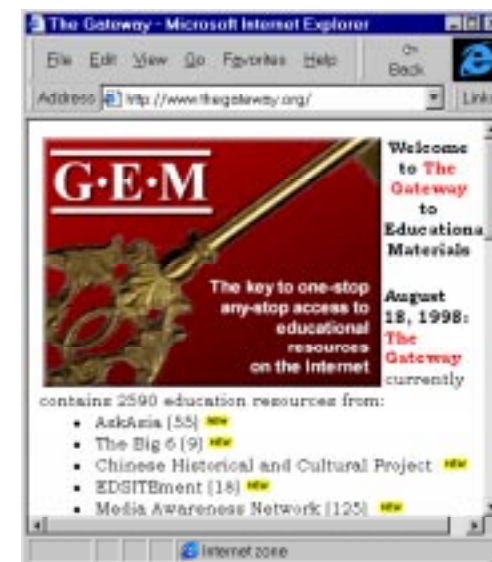 The Gateway - Microsoft Internet Explorer
File Edit View Go Favorites Help
Back
Address http://www.thegateway.org/
Links
G·E·M
The key to one-stop
any-stop access to
educational
resources
on the Internet
Welcome
to The
Gateway
to
Educationa
Materials
August
18, 1998:
The
Gateway
currently
contains 2590 education resources from:
• AskAsia [55] NEW
• The Big 6 [9] NEW
• Chinese Historical and Cultural Project NEW
• EDSITEment [18] NEW
• Media Awareness Network [125] NEW
Internet zone